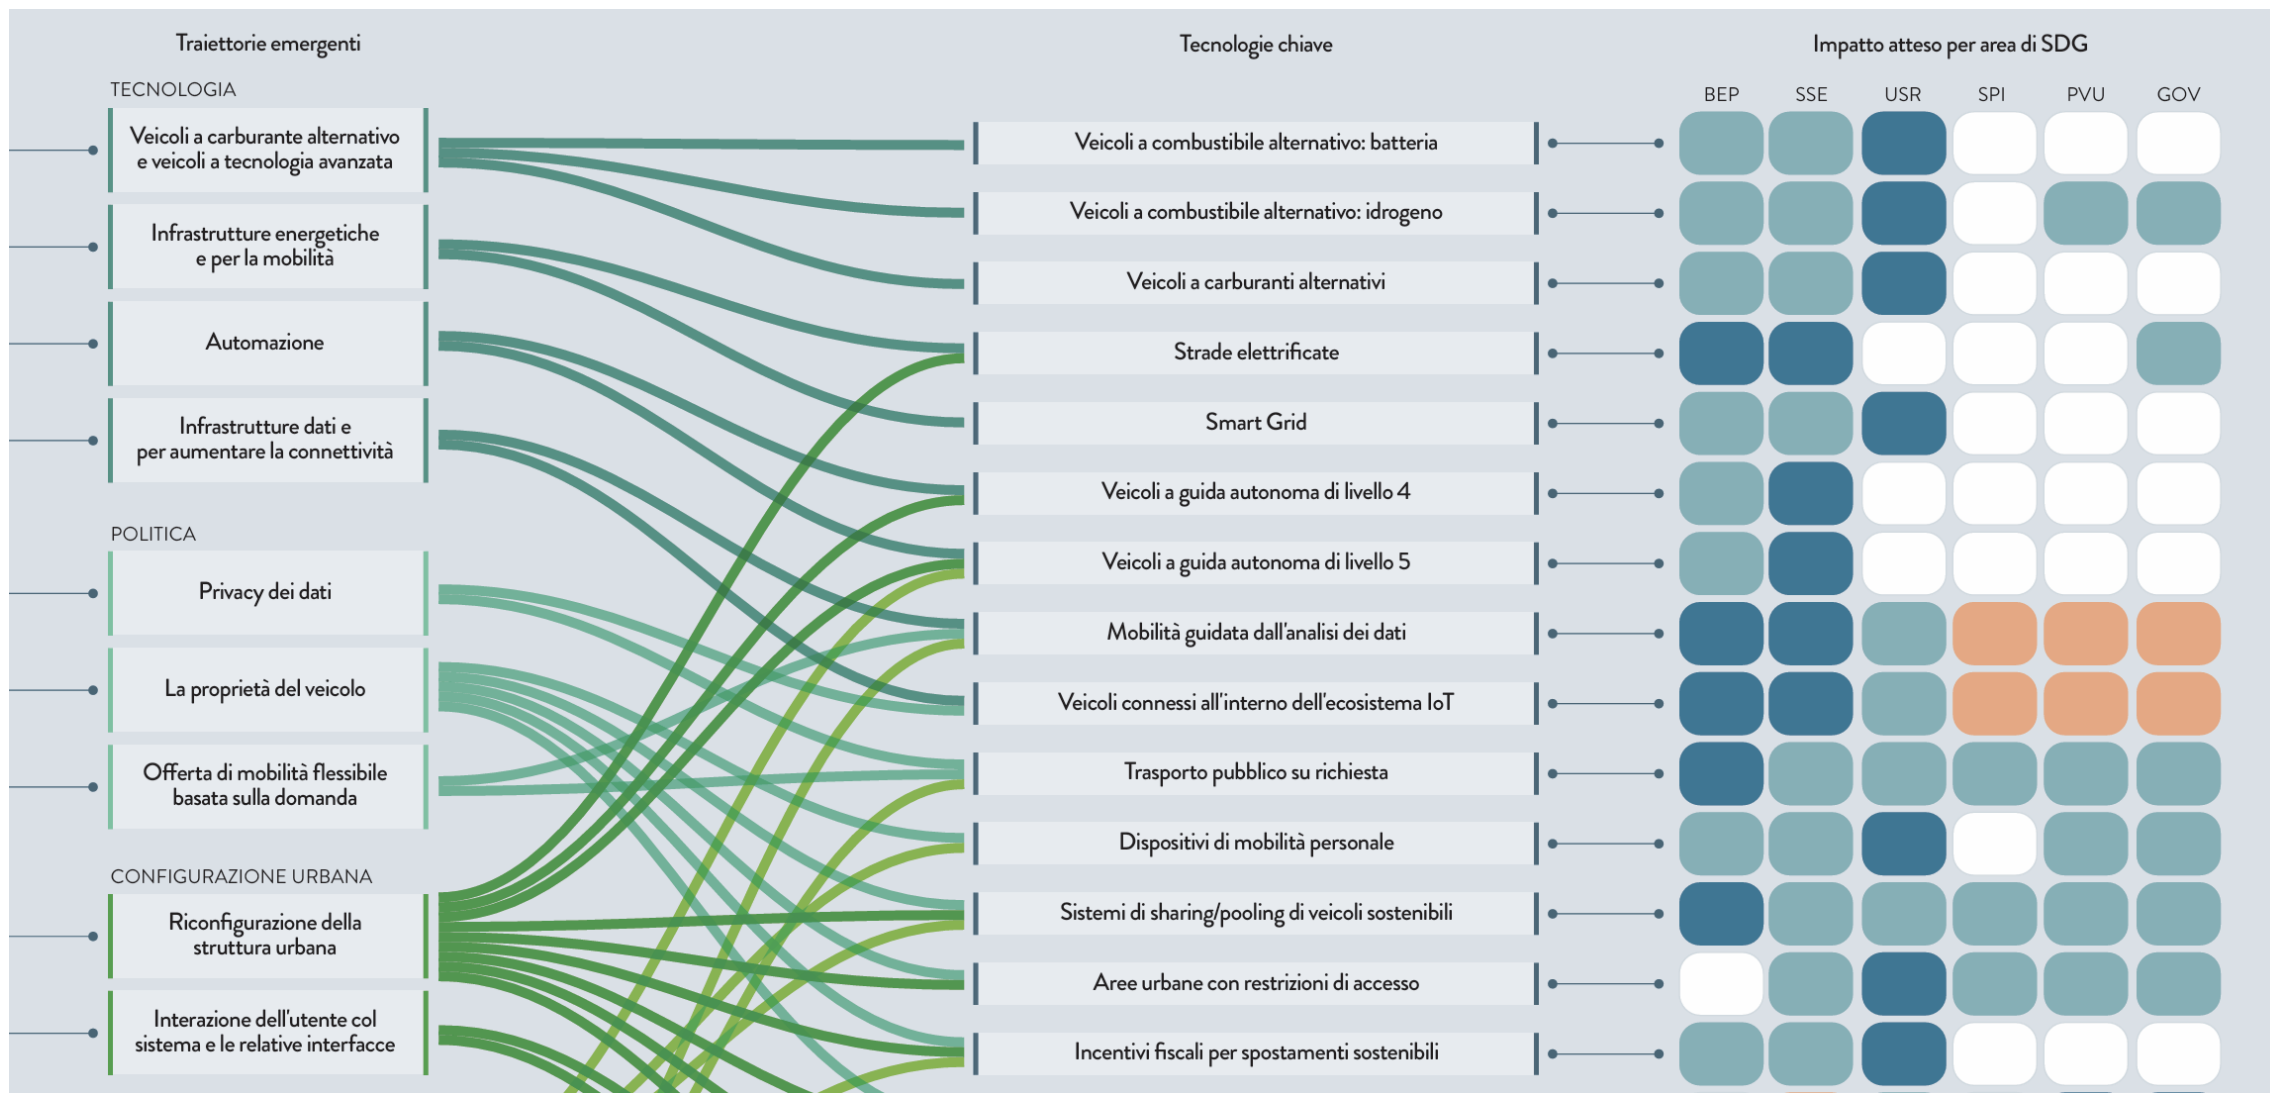 Traiettorie emergenti
Tecnologie chiave
Impatto atteso per area di SDG
TECNOLOGIA
BEP
SSE
USR
SPI
PVU
GOV
Veicoli a carburante alternativo
e veicoli a tecnologia avanzata
Infrastrutture energetiche
e per la mobilità
Automazione
Infrastrutture dati e
per aumentare la connettività
POLITICA
Privacy dei dati
La proprietà del veicolo
Offerta di mobilità flessibile
basata sulla domanda
CONFIGURAZIONE URBANA
Riconfigurazione della
struttura urbana
Interazione dell'utente col
sistema e le relative interfacce
Veicoli a combustibile alternativo: batteria
Veicoli a combustibile alternativo: idrogeno
Veicoli a carburanti alternativi
Strade elettrificate
Smart Grid
Veicoli a guida autonoma di livello 4
Veicoli a guida autonoma di livello 5
Mobilità guidata dall'analisi dei dati
Veicoli connessi all'interno dell'ecosistema IoT
Trasporto pubblico su richiesta
Dispositivi di mobilità personale
Sistemi di sharing/pooling di veicoli sostenibili
Aree urbane con restrizioni di accesso
Incentivi fiscali per spostamenti sostenibili